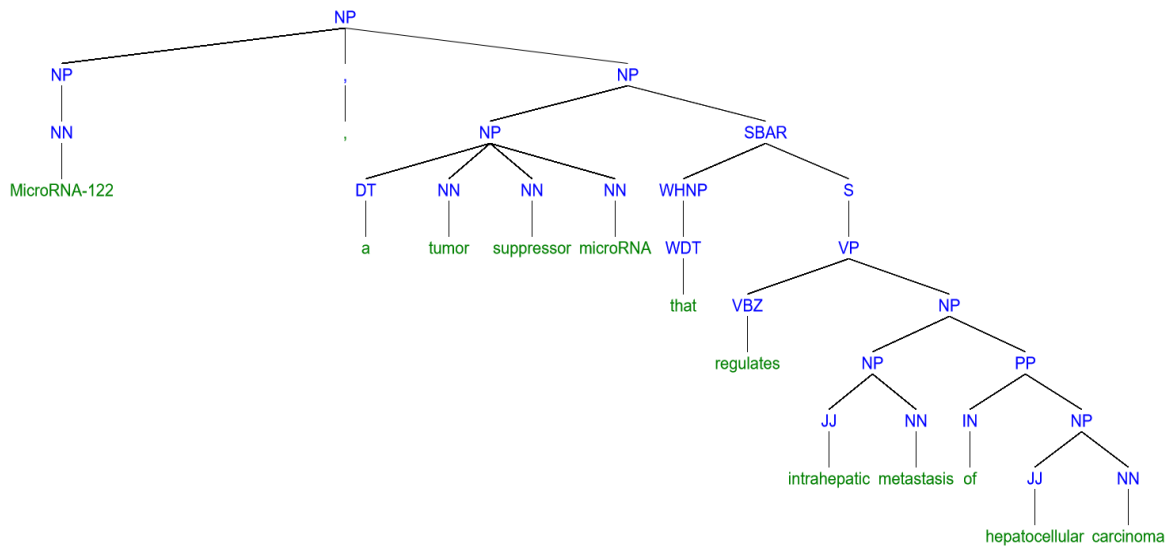 NP
NP , NP
NN , NP SBAR
MicroRNA-122 DT NN NN NN WHNP S
a tumor suppressor microRNA WDT VP
that VBZ NP
regulates NP PP
JJ NN IN NP
intrahepatic metastasis of JJ NN
hepatocellular carcinoma